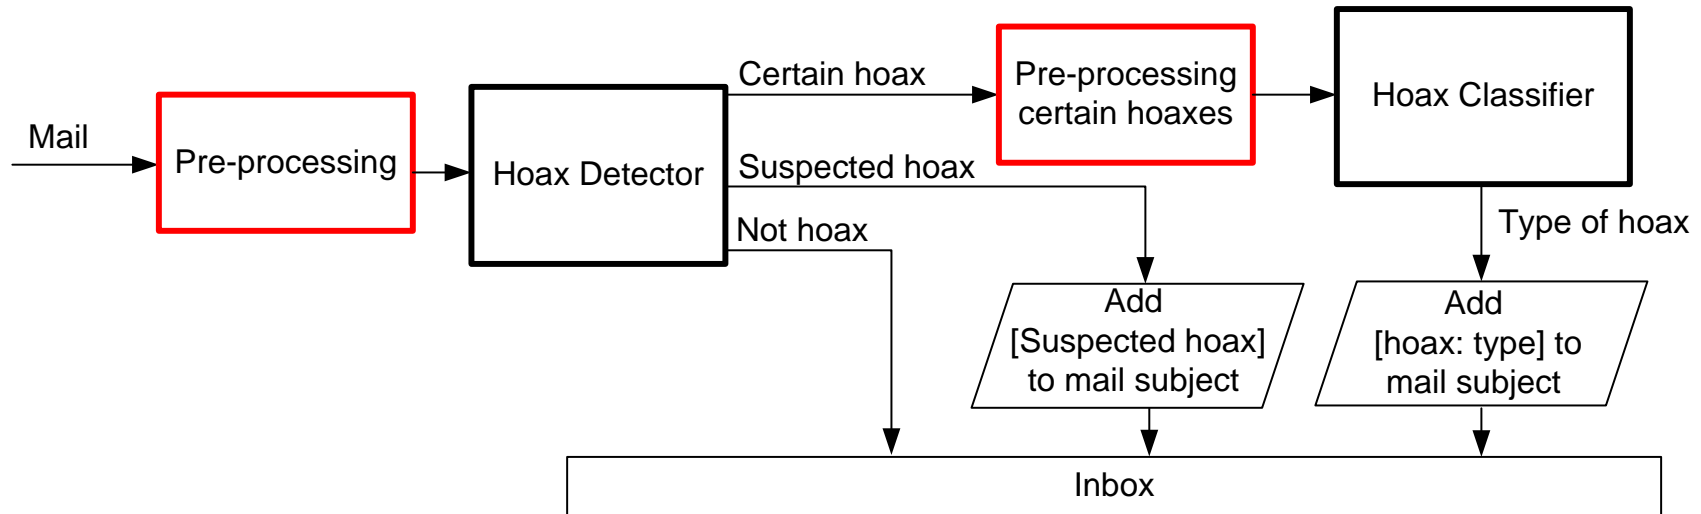 Mail
Pre-processing
Hoax Detector
Certain hoax
Suspected hoax
Not hoax
Pre-processing
certain hoaxes
Hoax Classifier
Type of hoax
Add
[Suspected hoax]
to mail subject
Add
[hoax: type] to
mail subject
Inbox